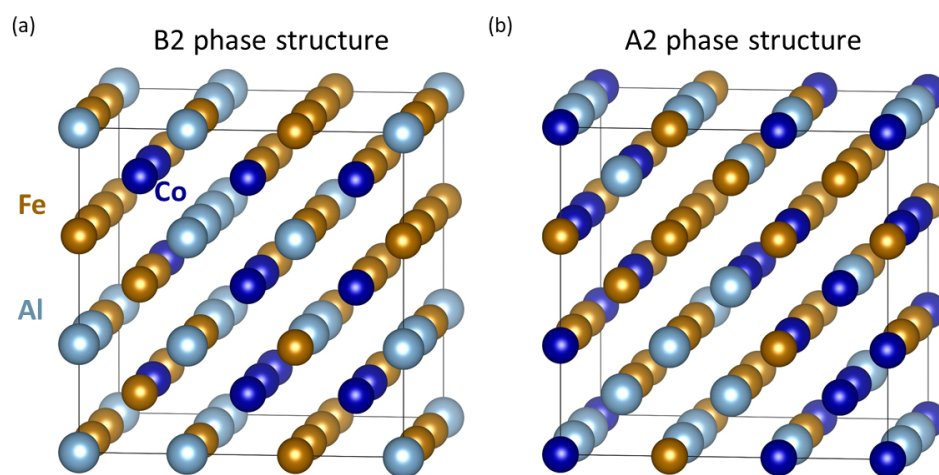 (a)
B2 phase structure
Co
Fe
Al
(b)
A2 phase structure